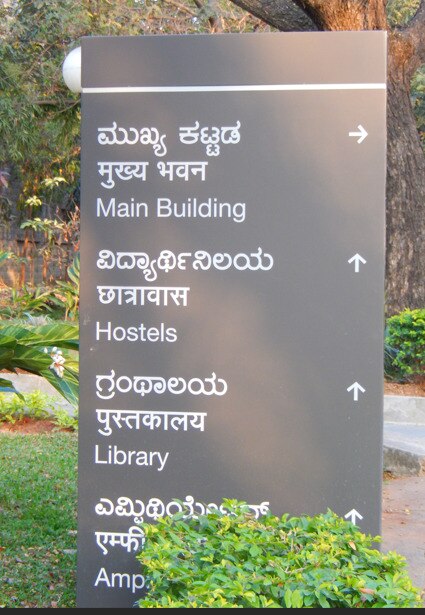 ಮುಖ್ಯ ಕಟ್ಟಡ →
मुख्य भवन
Main Building
ವಿದ್ಯಾರ್ಥಿನಿಲಯ ↑
छात्रावास
Hostels
ಗ್ರಂಥಾಲಯ ↑
पुस्तकालय
Library
↑